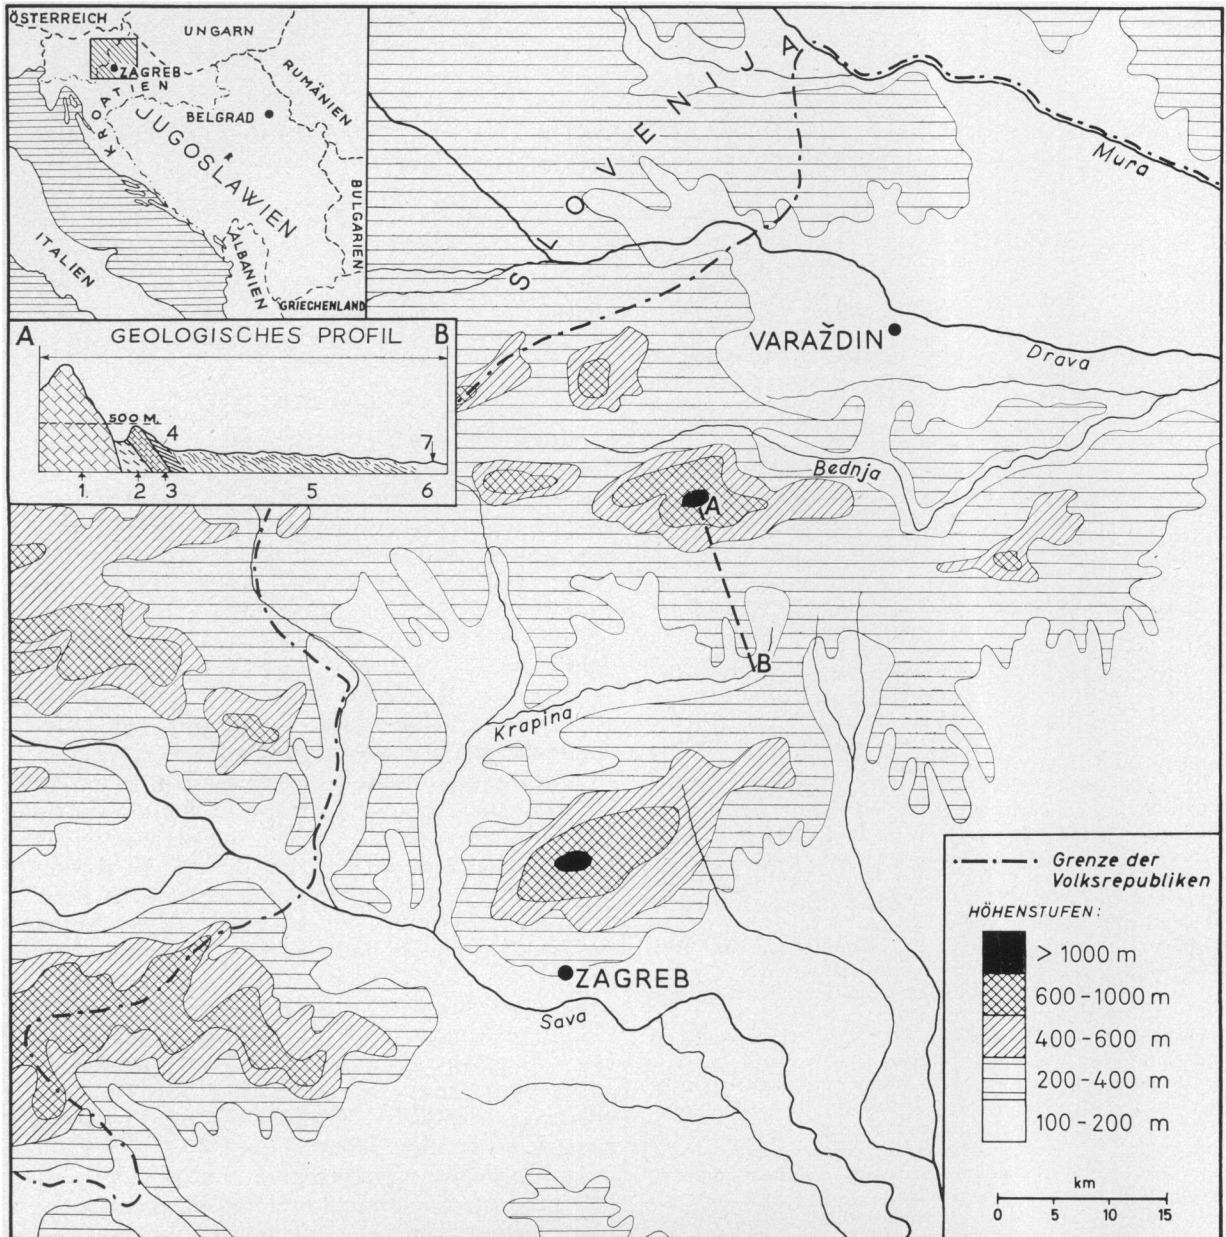 ÖSTERREICH
UNGARN
ZAGREB
RUMÄNIEN
KROATIEN
BELGRAD
JUGOSLAWIEN
BULGARIEN
ITALIEN
ALBANIEN
GRIECHENLAND
A GEOLOGISCHES PROFIL B
500 M.
4
7
1. 2 3 5 6
SLOVENIJA
Mura
VARAŽDIN
Drava
Bednja
A
B
Krapina
ZAGREB
Sava
Grenze der
Volksrepubliken
HÖHENSTUFEN:
> 1000 m
600-1000 m
400-600 m
200-400 m
100-200 m
km
0 5 10 15